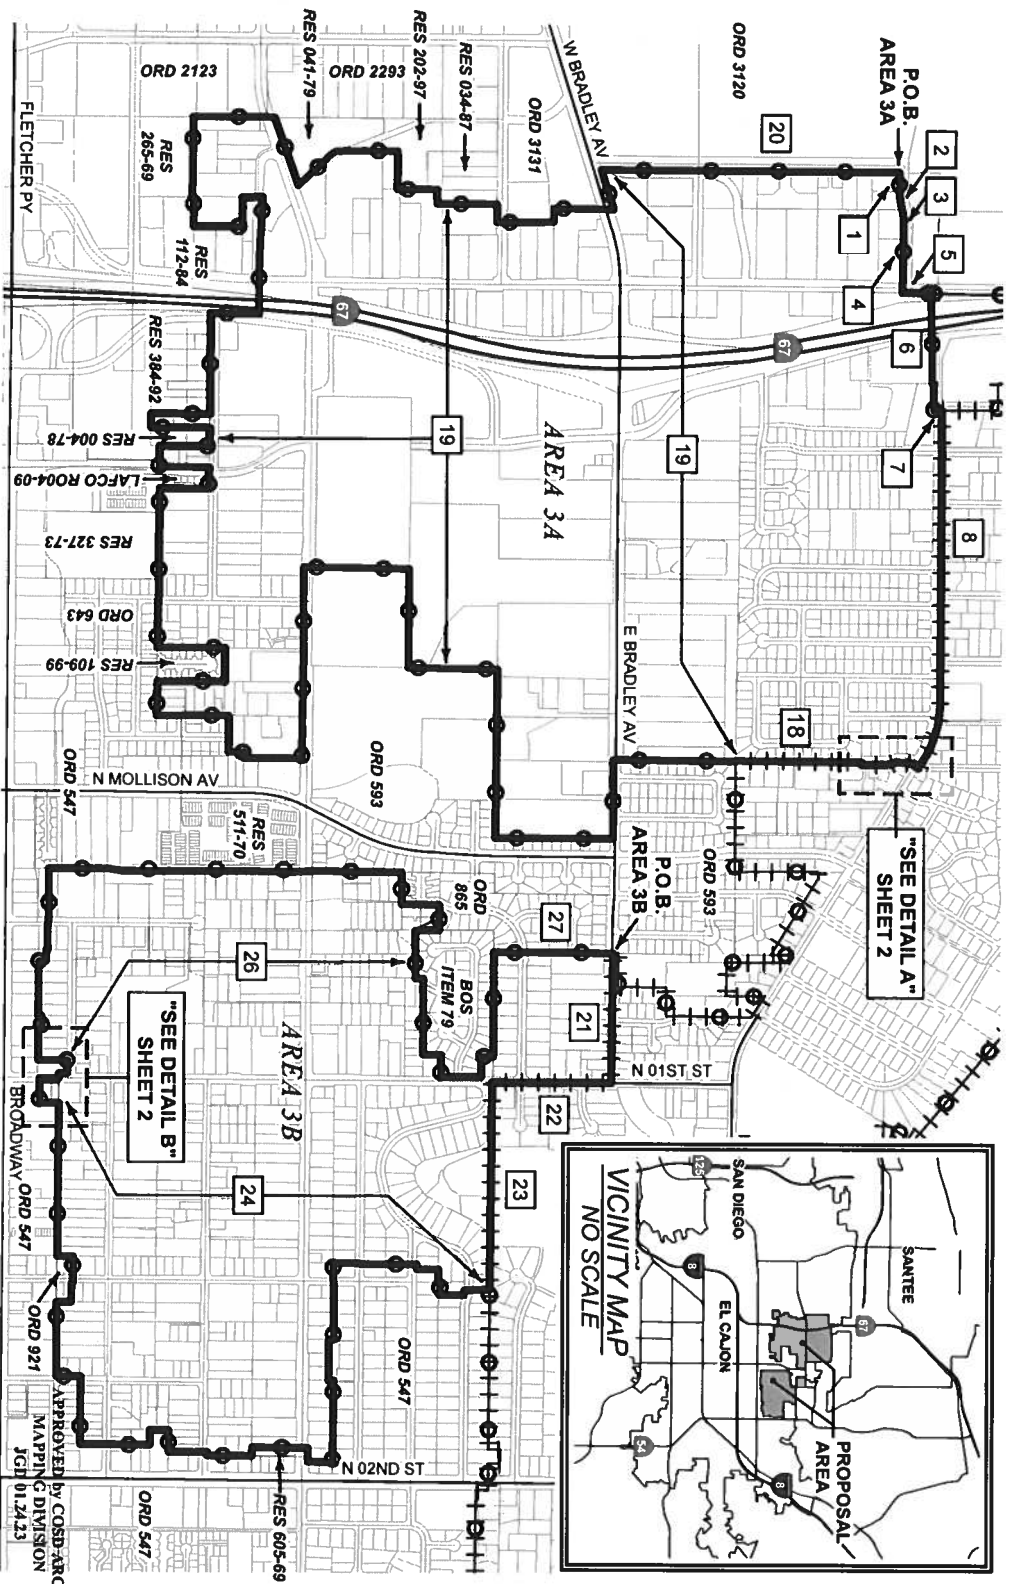 ORD 3120
P.O.B.
AREA 3A
2
3
5
20
1
4
6
7
8
W BRADLEY AV
ORD 3131
RES 034-87
RES 202-97
RES 041-79
ORD 2293
ORD 2123
RES
265-69
RES
112-84
FLETCHER PY
67
67
RES 384-92
RES 004-78
LAFCO RO04-09
RES 327-73
ORD 643
RES 109-99
19
19
AREA 3A
E BRADLEY AV
18
"SEE DETAIL A"
SHEET 2
N MOLLISON AV
ORD 547
ORD 593
ORD 593
RES
511-70
P.O.B.
AREA 3B
ORD
865
27
BOS
ITEM 79
21
N 01ST ST
22
23
26
"SEE DETAIL B"
SHEET 2
AREA 3B
24
BROADWAY
ORD 547
ORD 921
ORD 547
N 02ND ST
RES 605-69
ORD 547
VICINITY MAP
NO SCALE
SAN DIEGO
SANTEE
EL CAJON
125
8
67
8
54
PROPOSAL
AREA
APPROVED by COSD-ARC
MAPPING DIVISION
JGD 01.24.23